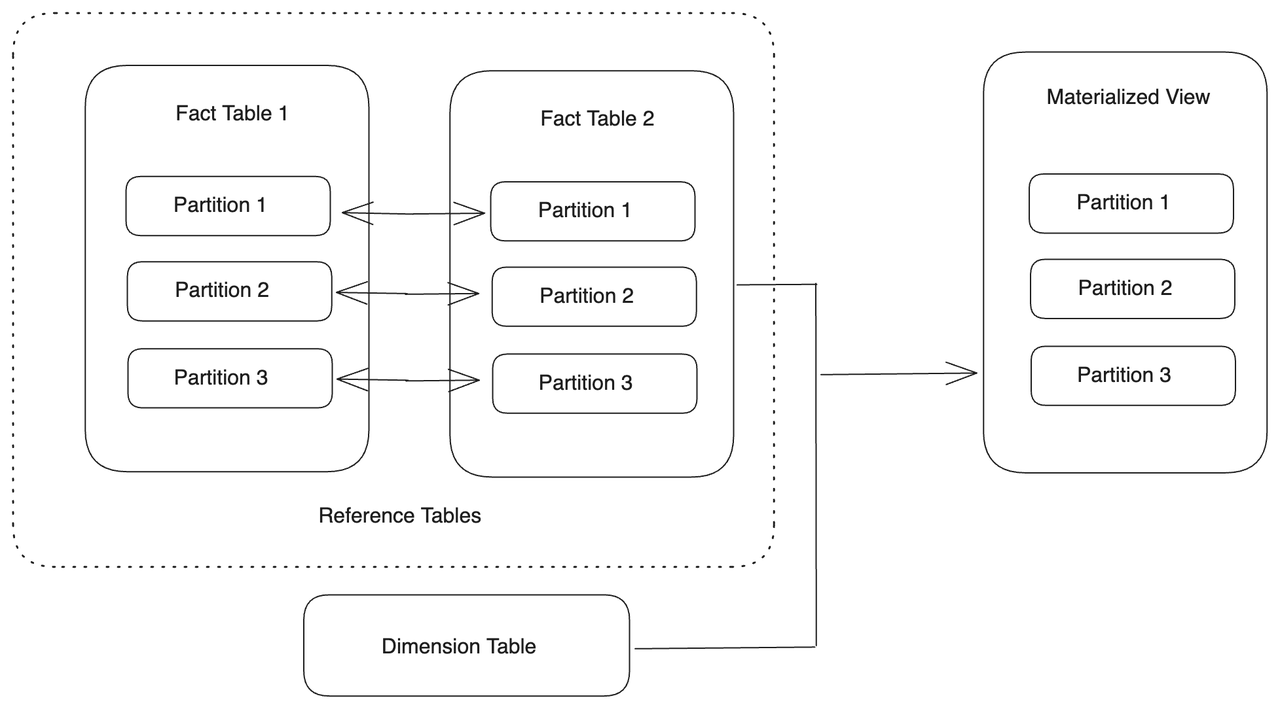 Fact Table 1
Partition 1
Partition 2
Partition 3
Fact Table 2
Partition 1
Partition 2
Partition 3
Reference Tables
Dimension Table
Materialized View
Partition 1
Partition 2
Partition 3